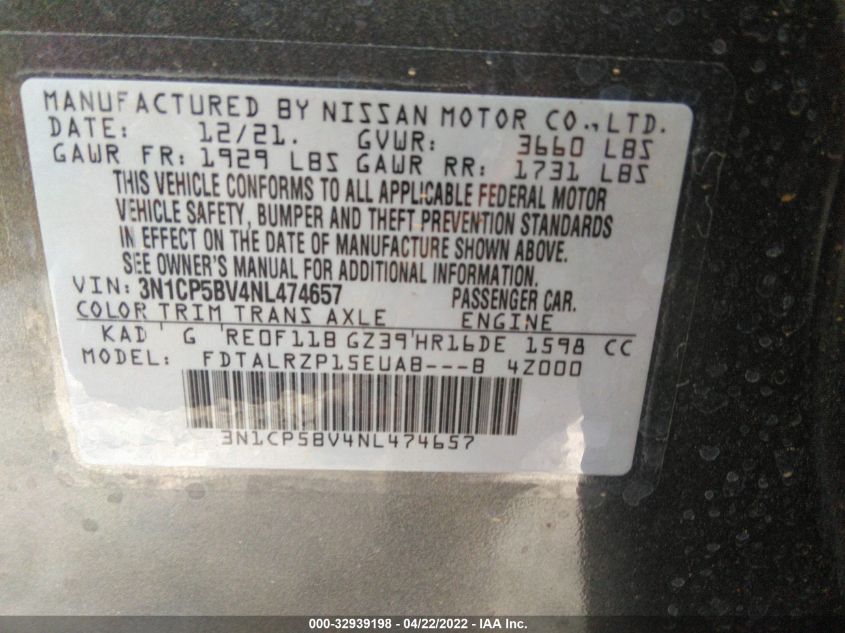 MANUFACTURED BY NISSAN MOTOR CO., LTD.
DATE: 12/21. GVWR: 3660 LBS
GAWR FR: 1929 LBS GAWR RR: 1731 LBS
THIS VEHICLE CONFORMS TO ALL APPLICABLE FEDERAL MOTOR
VEHICLE SAFETY, BUMPER AND THEFT PREVENTION STANDARDS
IN EFFECT ON THE DATE OF MANUFACTURE SHOWN ABOVE.
SEE OWNER'S MANUAL FOR ADDITIONAL INFORMATION.
VIN: 3N1CP5BV4NL474657 PASSENGER CAR.
COLOR TRIM TRANS AXLE ENGINE
KAD G RE0F11B GZ39 HR16DE 1598 CC
MODEL: FDTALRZP15EUAB---B 4Z000
3N1CP5BV4NL474657
000-32939198 - 04/22/2022 - IAA Inc.